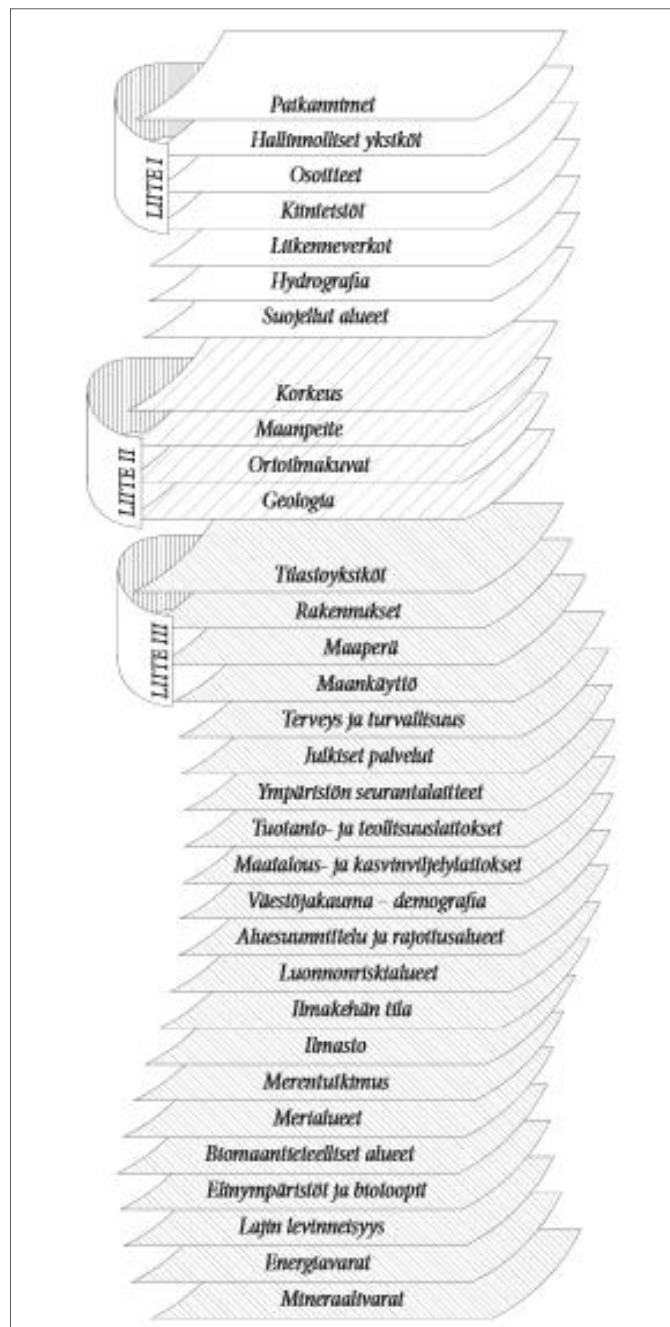 LIITE I
Paikannimet
Hallinnolliset yksiköt
Osoitteet
Kiinteistöt
Liikenneverkot
Hydrografia
Suojellut alueet
LIITE II
Korkeus
Maanpeite
Ortoilmakuvat
Geologia
LIITE III
Tilastoyksiköt
Rakennukset
Maaperä
Maankäyttö
Terveys ja turvallisuus
Julkiset palvelut
Ympäristön seurantalaitteet
Tuotanto- ja teollisuuslaitokset
Maatalous- ja kasvinviljelylaitokset
Väestöjakauma – demografia
Aluesuunnittelu ja rajoitusalueet
Luonnonriskialueet
Ilmakehän tila
Ilmasto
Merentutkimus
Merialueet
Biomaantieteelliset alueet
Elinympäristöt ja biotoopit
Lajin levinneisyys
Energiavarat
Mineraalivarat